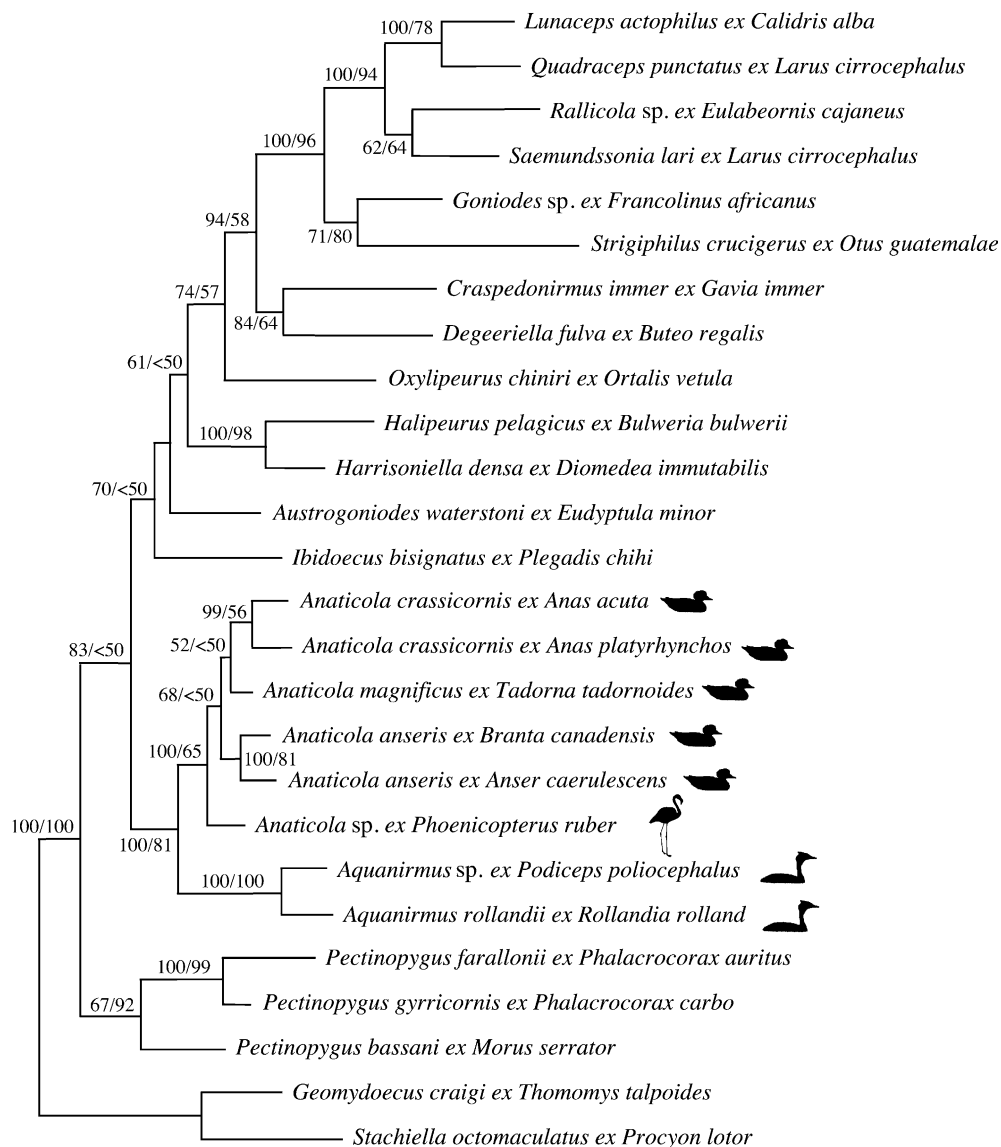 100/78
Lunaceps actophilus ex Calidris alba
100/94
Quadraceps punctatus ex Larus cirrocephalus
Rallicola sp. ex Eulabeornis cajaneus
100/96
62/64
Saemundssonia lari ex Larus cirrocephalus
Goniodes sp. ex Francolinus africanus
94/58
71/80
Strigiphilus crucigerus ex Otus guatemalae
74/57
Craspedonirmus immer ex Gavia immer
84/64
Degeeriella fulva ex Buteo regalis
61/<50
Oxylipeurus chiniri ex Ortalis vetula
Halipeurus pelagicus ex Bulweria bulwerii
100/98
Harrisoniella densa ex Diomedea immutabilis
70/<50
Austrogoniodes waterstoni ex Eudyptula minor
Ibidoecus bisignatus ex Plegadis chihi
Anaticola crassicornis ex Anas acuta
99/56
Anaticola crassicornis ex Anas platyrhynchos
83/<50
52/<50
Anaticola magnificus ex Tadorna tadornoides
68/<50
Anaticola anseris ex Branta canadensis
100/65
100/81
Anaticola anseris ex Anser caerulescens
Anaticola sp. ex Phoenicopterus ruber
100/100
100/81
Aquanirmus sp. ex Podiceps poliocephalus
100/100
Aquanirmus rollandii ex Rollandia rolland
Pectinopygus farallonii ex Phalacrocorax auritus
100/99
Pectinopygus gyrricornis ex Phalacrocorax carbo
67/92
Pectinopygus bassani ex Morus serrator
Geomydoecus craigi ex Thomomys talpoides
Stachiella octomaculatus ex Procyon lotor